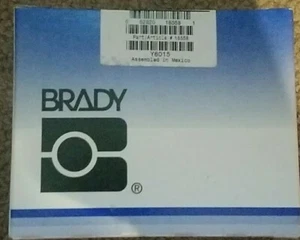 Y6015
Assembled in Mexico
BRADY
®